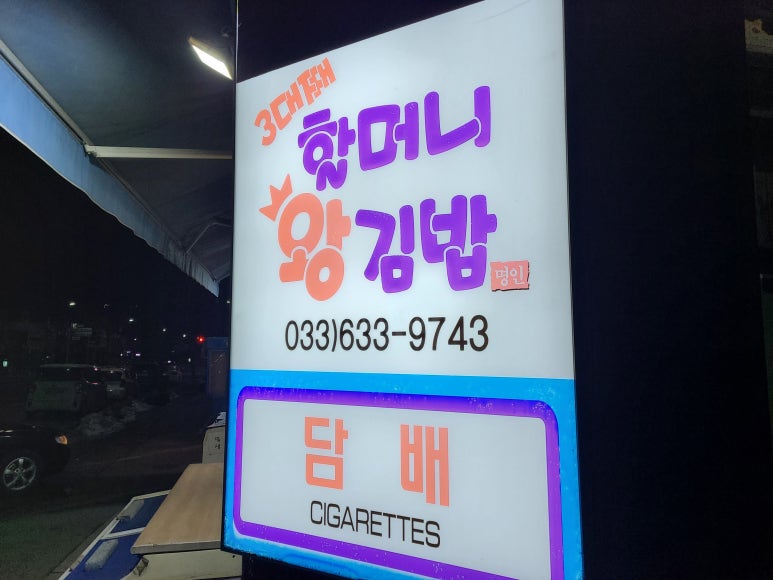 3대째
할머니
왕김밥
명인
033)633-9743
담배
CIGARETTES